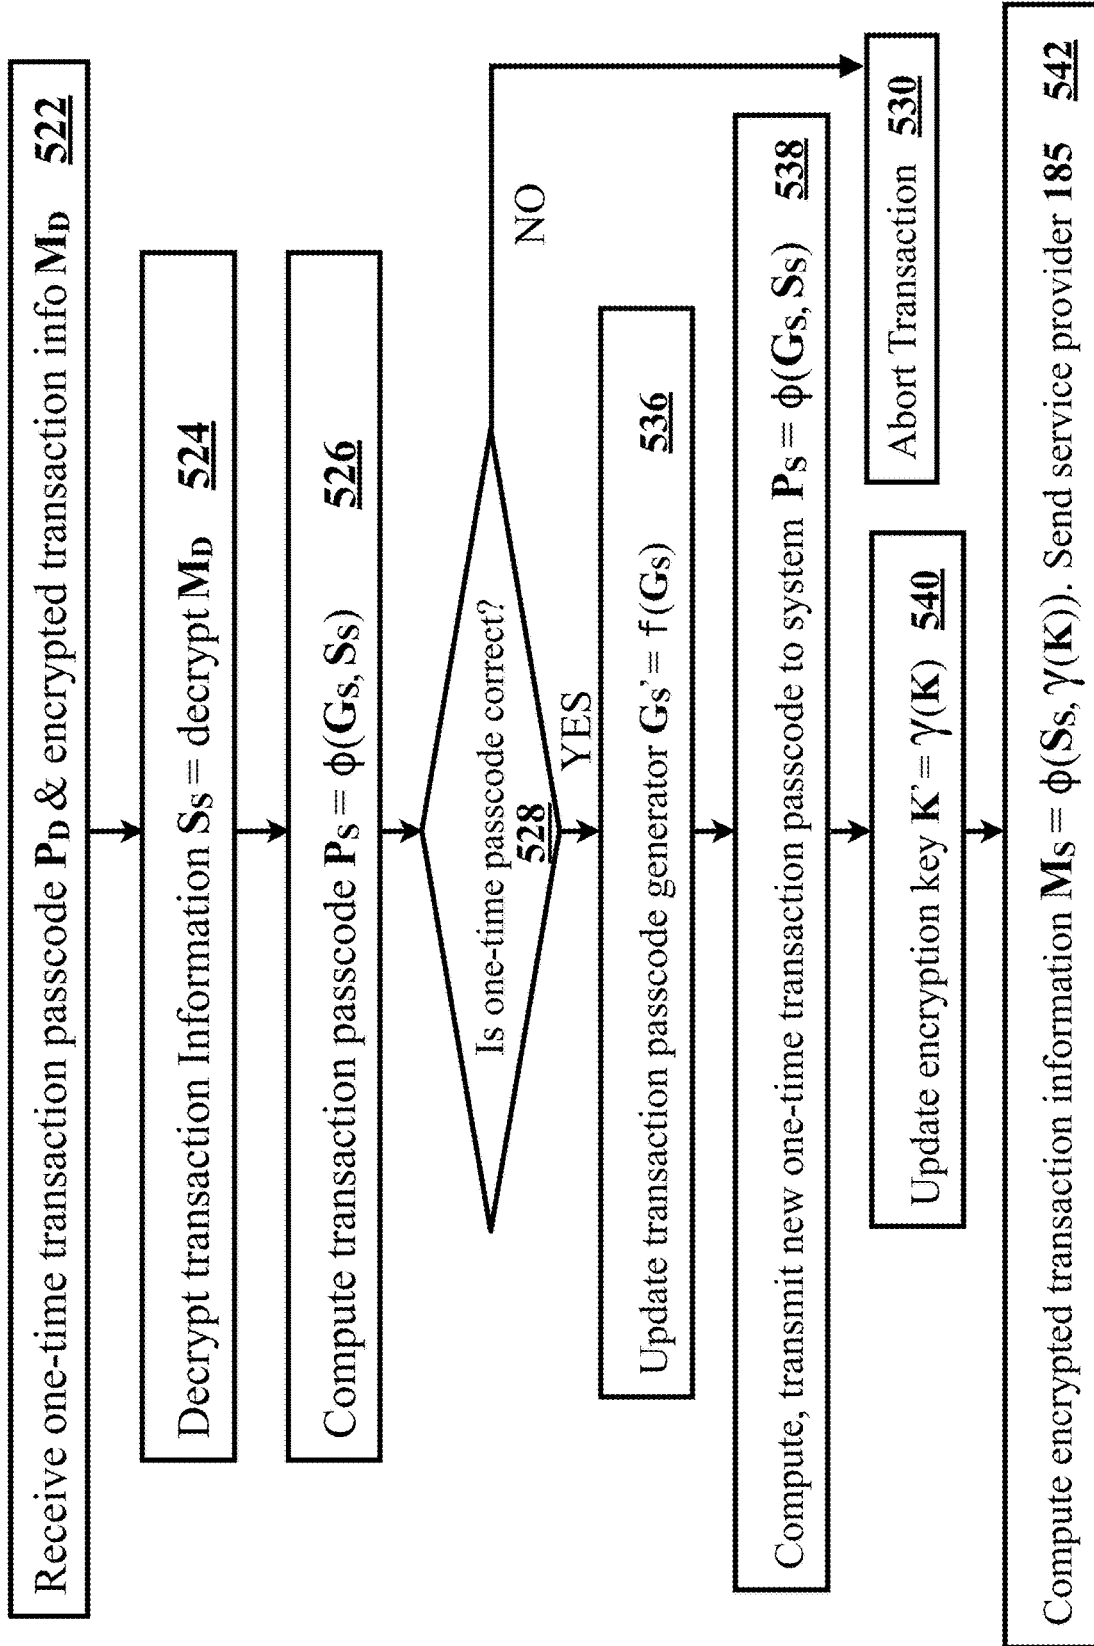 Receive one-time transaction passcode P_D & encrypted transaction info M_D 522
Decrypt transaction Information S_S = decrypt M_D 524
Compute transaction passcode P_S = ϕ(G_S, S_S) 526
Is one-time passcode correct?
528
NO
YES
Update transaction passcode generator G_S' = f(G_S) 536
Compute, transmit new one-time transaction passcode to system P_S = ϕ(G_S, S_S) 538
Abort Transaction 530
Update encryption key K' = γ(K) 540
Compute encrypted transaction information M_S = ϕ(S_S, γ(K)). Send service provider 185 542